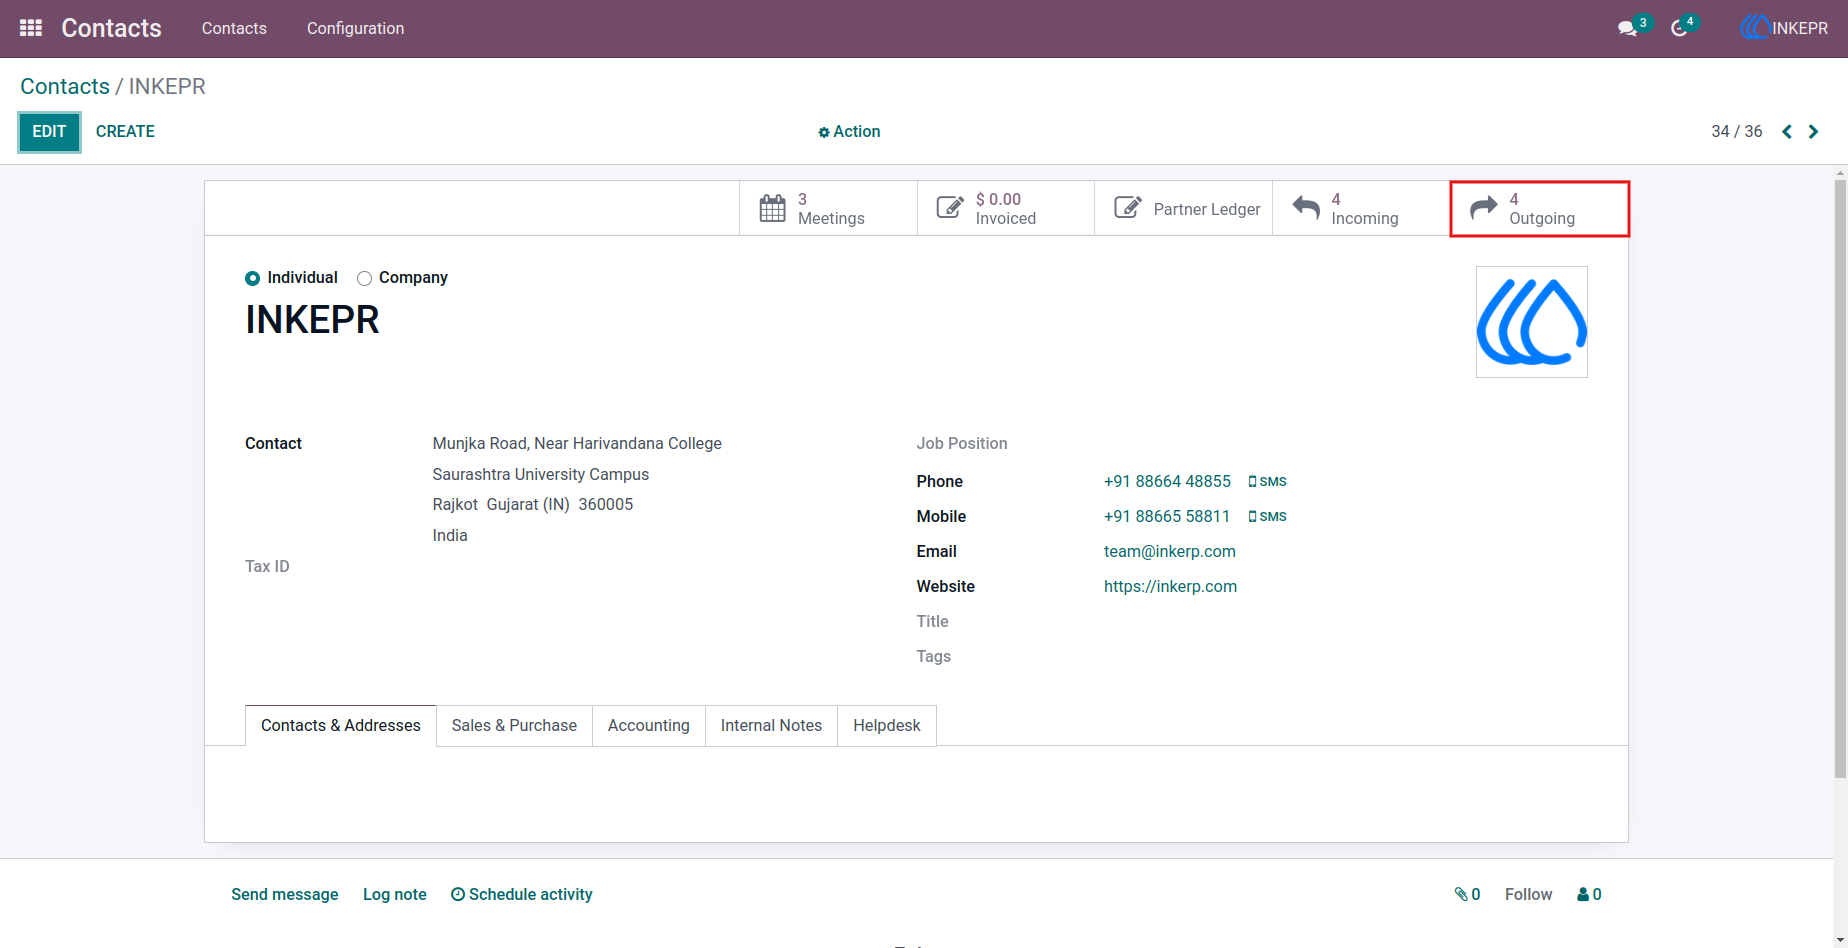 Contacts Contacts Configuration 3 4 INKEPR
Contacts / INKEPR
EDIT CREATE Action 34 / 36
3 Meetings
$ 0.00 Invoiced
Partner Ledger
4 Incoming
4 Outgoing
Individual Company
INKEPR
Contact Munjka Road, Near Harivandana College
Saurashtra University Campus
Rajkot Gujarat (IN) 360005
India
Tax ID
Job Position
Phone +91 88664 48855 SMS
Mobile +91 88665 58811 SMS
Email team@inkerp.com
Website https://inkerp.com
Title
Tags
Contacts & Addresses Sales & Purchase Accounting Internal Notes Helpdesk
Send message Log note Schedule activity 0 Follow 0